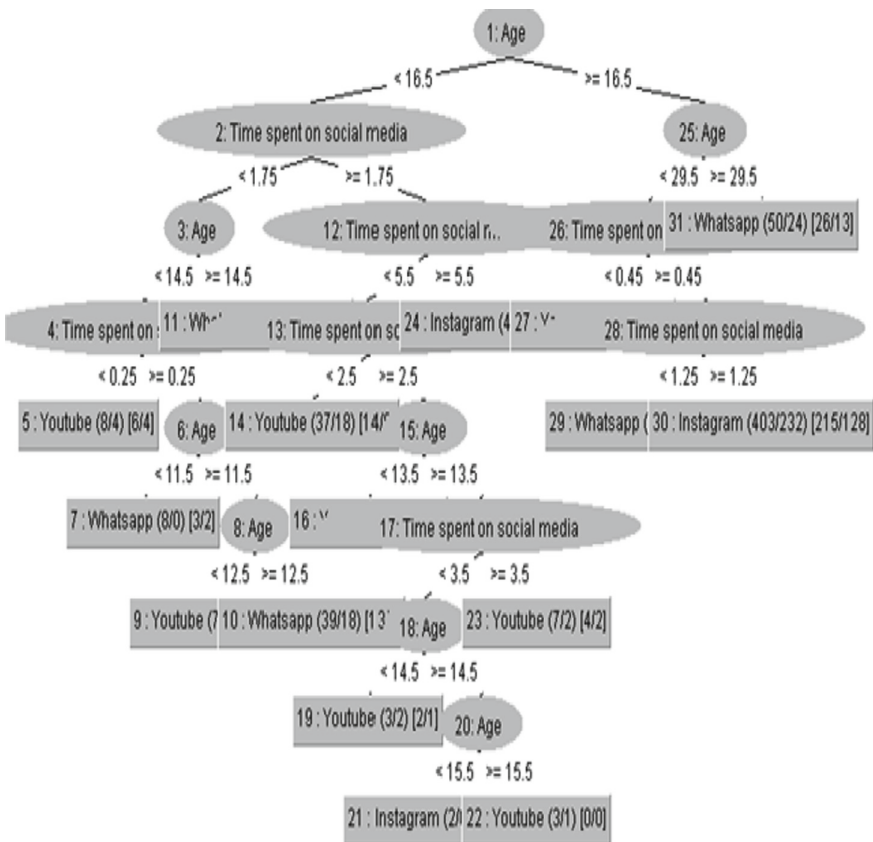 1: Age
< 16.5 >= 16.5
2: Time spent on social media 25: Age
< 1.75 >= 1.75 < 29.5 >= 29.5
3: Age 12: Time spent on social n... 26: Time spent on 31 : Whatsapp (50/24) [26/13]
< 14.5 >= 14.5 < 5.5 >= 5.5 < 0.45 >= 0.45
4: Time spent on 11 : 13: Time spent on sc 24 : Instagram (4 27 : 28: Time spent on social media
< 0.25 >= 0.25 < 2.5 >= 2.5 < 1.25 >= 1.25
5 : Youtube (8/4) [6/4] 6: Age 14 : Youtube (37/18) [14/ 15: Age 29 : Whatsapp ( 30 : Instagram (403/232) [215/128]
< 11.5 >= 11.5 < 13.5 >= 13.5
7 : Whatsapp (8/0) [3/2] 8: Age 16 : 17: Time spent on social media
< 12.5 >= 12.5 < 3.5 >= 3.5
9 : Youtube (7 10 : Whatsapp (39/18) [13 18: Age 23 : Youtube (7/2) [4/2]
< 14.5 >= 14.5
19 : Youtube (3/2) [2/1] 20: Age
< 15.5 >= 15.5
21 : Instagram (2/ 22 : Youtube (3/1) [0/0]